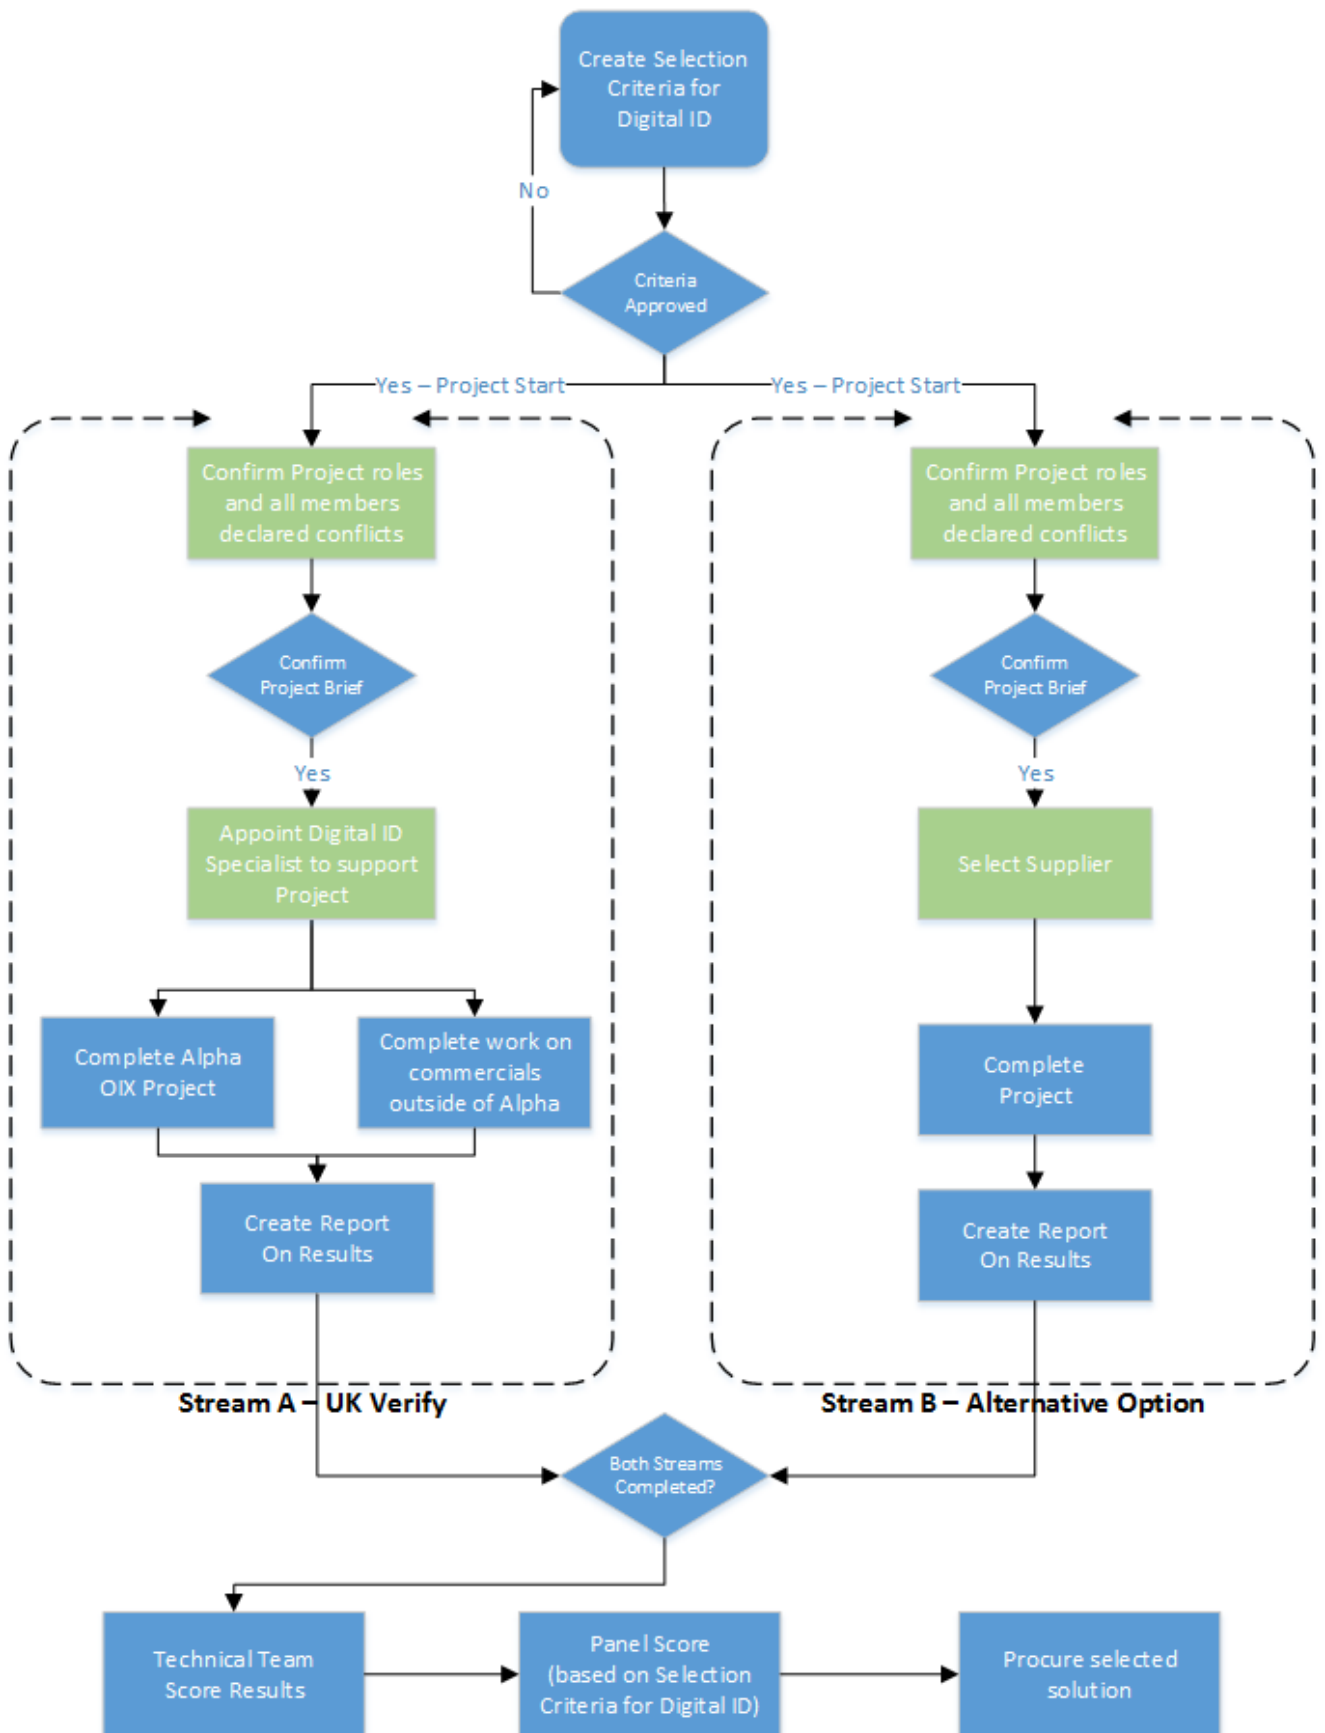 Create Selection
Criteria for
Digital ID
No
Criteria
Approved
Yes – Project Start
Yes – Project Start
Confirm Project roles
and all members
declared conflicts
Confirm
Project Brief
Yes
Appoint Digital ID
Specialist to support
Project
Complete Alpha
OIX Project
Complete work on
commercials
outside of Alpha
Create Report
On Results
Stream A – UK Verify
Confirm Project roles
and all members
declared conflicts
Confirm
Project Brief
Yes
Select Supplier
Complete
Project
Create Report
On Results
Stream B – Alternative Option
Both Streams
Completed?
Technical Team
Score Results
Panel Score
(based on Selection
Criteria for Digital ID)
Procure selected
solution